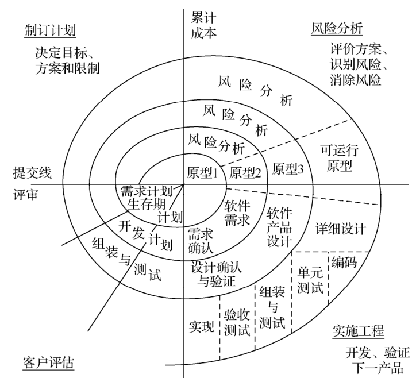 制订计划
决定目标、
方案和限制
累计
成本
风险分析
评价方案、
识别风险、
消除风险
风险分析
风险分析
风险分析
原型1
原型2
原型3
可运行
原型
提交线
评审
需求计划
生存期
计划
开发计划
组装与测试
软件
需求
需求
确认
软件
产品
设计
设计确认
与验证
详细设计
编码
单元
测试
组装
与
测试
验收
测试
实现
客户评估
实施工程
开发、验证
下一产品